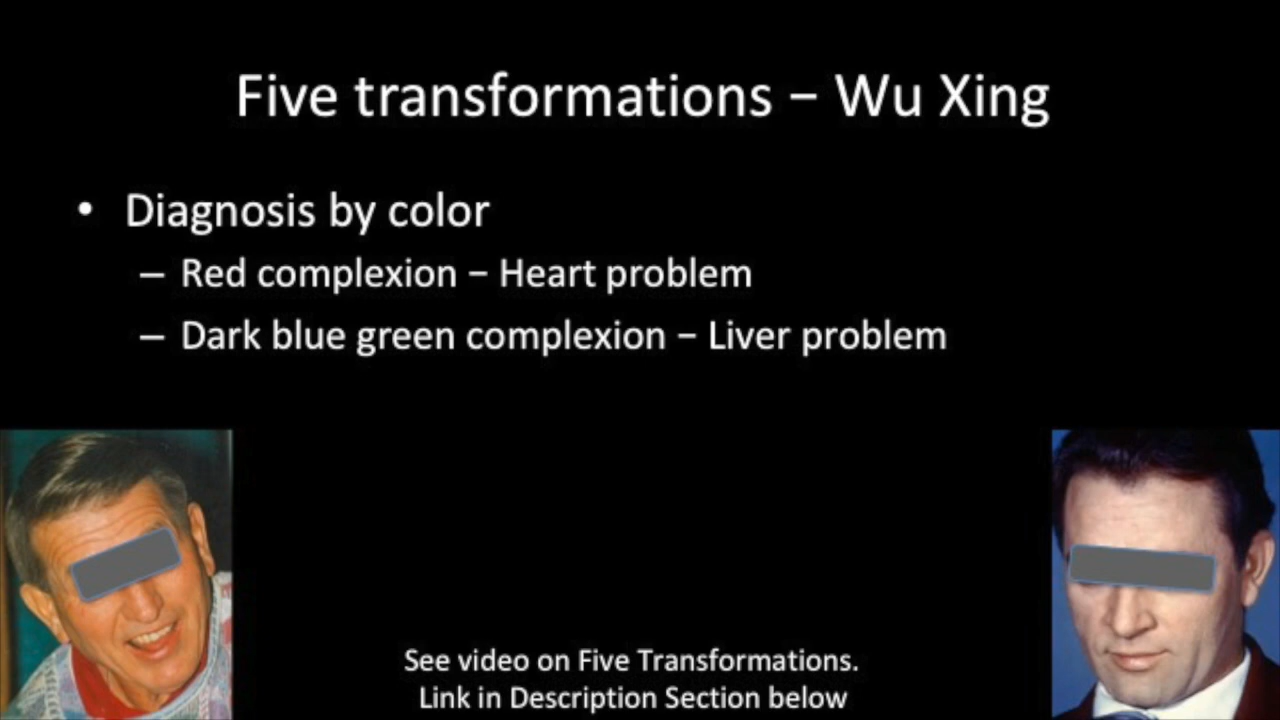 Five transformations – Wu Xing
• Diagnosis by color
– Red complexion – Heart problem
– Dark blue green complexion – Liver problem
See video on Five Transformations.
Link in Description Section below